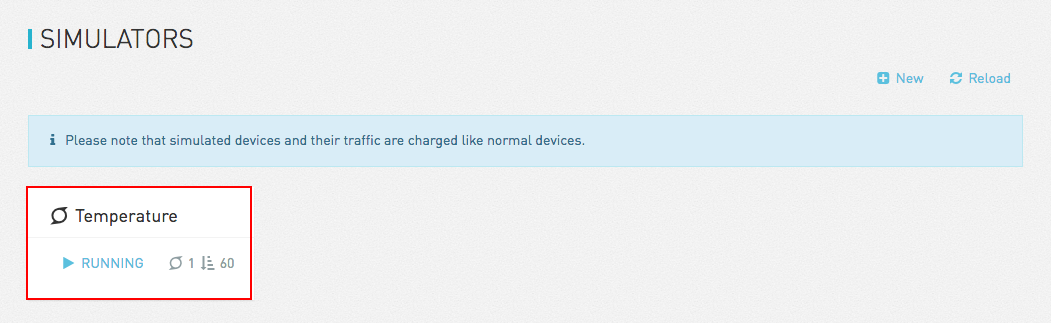 SIMULATORS
New Reload
Please note that simulated devices and their traffic are charged like normal devices.
Temperature
RUNNING 1 60